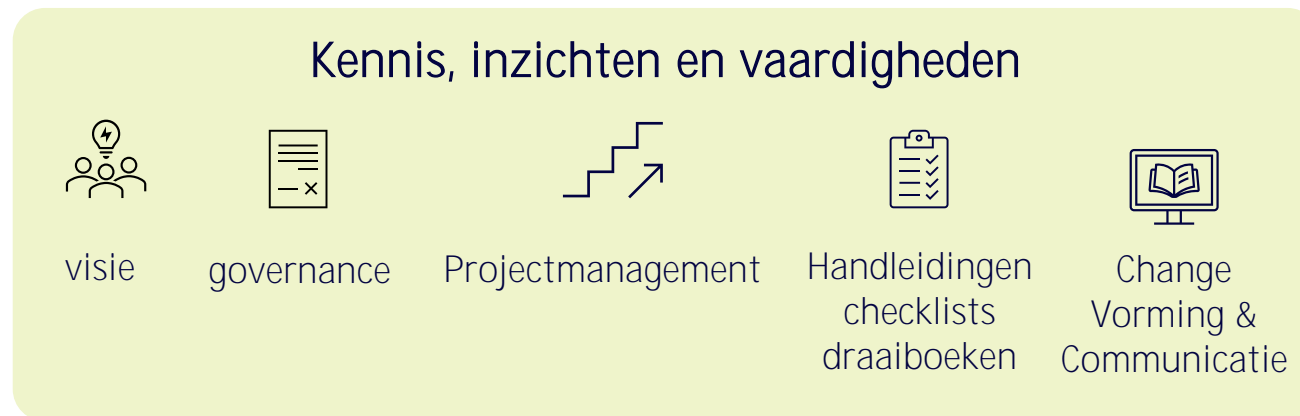 Kennis, inzichten en vaardigheden
visie
governance
Projectmanagement
Handleidingen
checklists
draaiboeken
Change
Vorming &
Communicatie